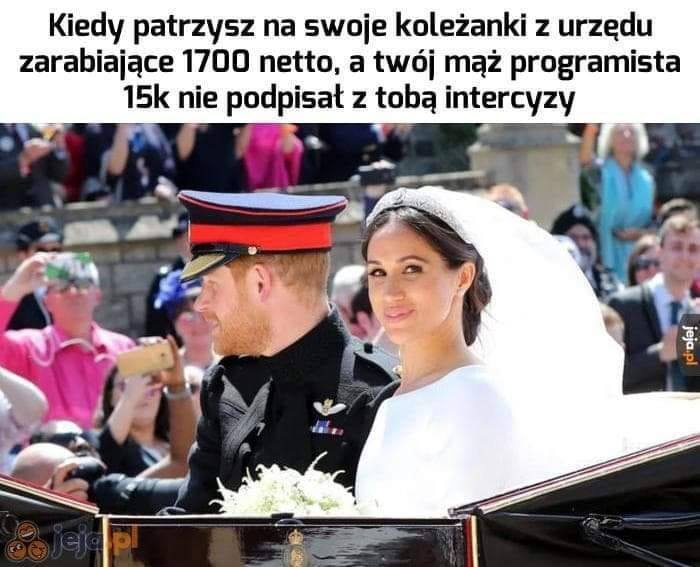 Kiedy patrzysz na swoje koleżanki z urzędu
zarabiające 1700 netto, a twój mąż programista
15k nie podpisał z tobą intercyzy
jeja.pl
jeja.pl